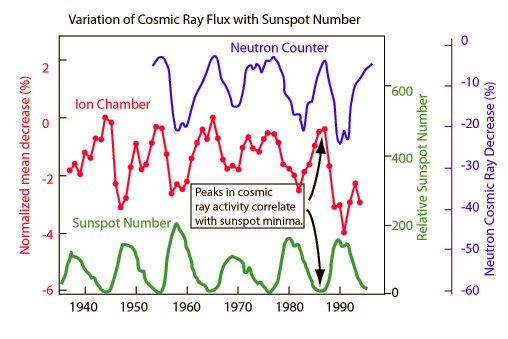 Variation of Cosmic Ray Flux with Sunspot Number
Neutron Counter
Ion Chamber
Sunspot Number
Peaks in cosmic
ray activity correlate
with sunspot minima.
Normalized mean decrease (%)
2
0
-2
-4
-6
1940 1950 1960 1970 1980 1990
600
400
200
0
Relative Sunspot Number
0
-10
-20
-30
-40
-50
-60
Neutron Cosmic Ray Decrease (%)